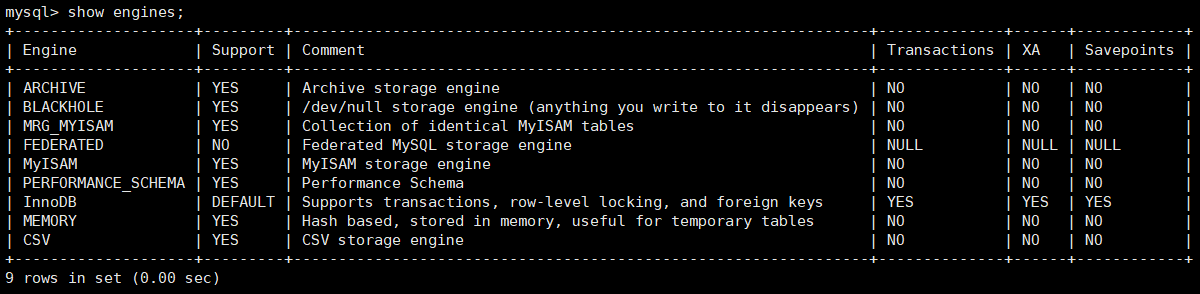 mysql> show engines;
+--------------------+---------+----------------------------------------------------------------+--------------+------+------------+
| Engine             | Support | Comment                                                        | Transactions | XA   | Savepoints |
+--------------------+---------+----------------------------------------------------------------+--------------+------+------------+
| ARCHIVE            | YES     | Archive storage engine                                         | NO           | NO   | NO         |
| BLACKHOLE          | YES     | /dev/null storage engine (anything you write to it disappears) | NO           | NO   | NO         |
| MRG_MYISAM         | YES     | Collection of identical MyISAM tables                          | NO           | NO   | NO         |
| FEDERATED          | NO      | Federated MySQL storage engine                                 | NULL         | NULL | NULL       |
| MyISAM             | YES     | MyISAM storage engine                                          | NO           | NO   | NO         |
| PERFORMANCE_SCHEMA | YES     | Performance Schema                                             | NO           | NO   | NO         |
| InnoDB             | DEFAULT | Supports transactions, row-level locking, and foreign keys     | YES          | YES  | YES        |
| MEMORY             | YES     | Hash based, stored in memory, useful for temporary tables      | NO           | NO   | NO         |
| CSV                | YES     | CSV storage engine                                             | NO           | NO   | NO         |
+--------------------+---------+----------------------------------------------------------------+--------------+------+------------+
9 rows in set (0.00 sec)